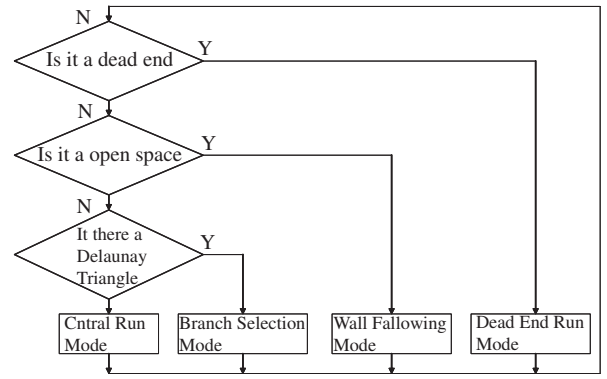 N
Is it a dead end
Y
N
Is it a open space
Y
N
It there a
Delaunay
Triangle
Y
Cntral Run
Mode
Branch Selection
Mode
Wall Fallowing
Mode
Dead End Run
Mode